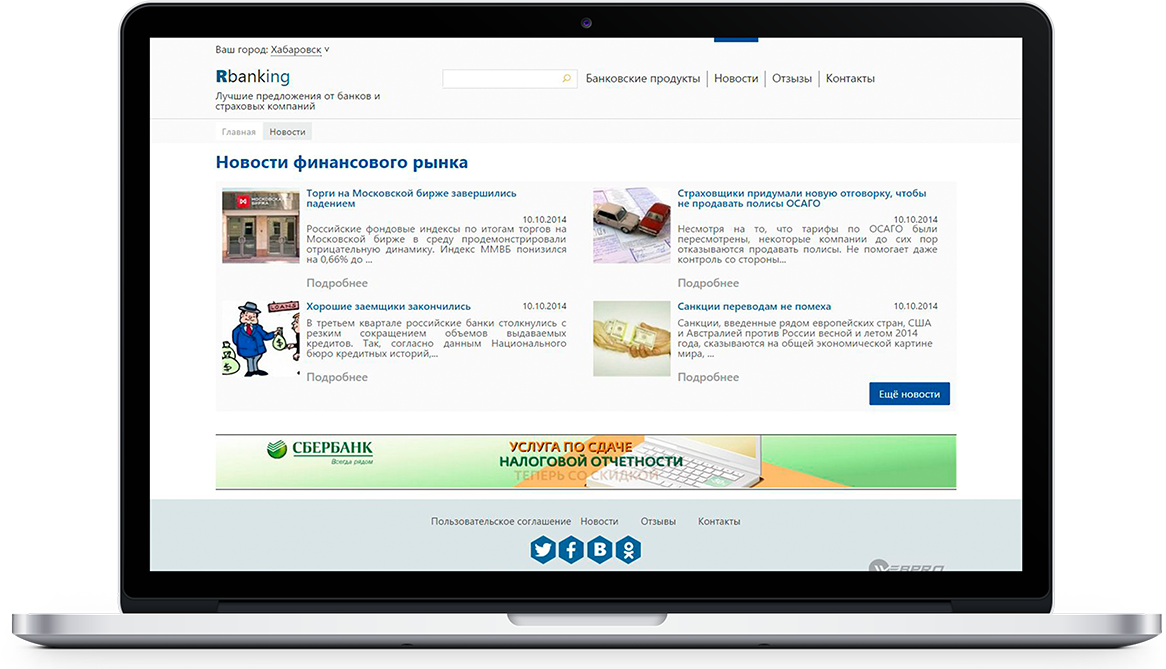 Ваш город: Хабаровск
Rbanking
Лучшие предложения от банков и
страховых компаний
Банковские продукты
Новости
Отзывы
Контакты
Главная
Новости
Новости финансового рынка
МОСКОВСКАЯ
БИРЖА
Торги на Московской бирже завершились
падением
10.10.2014
Российские фондовые индексы по итогам торгов на
Московской бирже в среду продемонстрировали
отрицательную динамику. Индекс ММВБ понизился
на 0,66% до ...
Подробнее
Страховщики придумали новую отговорку, чтобы
не продавать полисы ОСАГО
10.10.2014
Несмотря на то, что тарифы по ОСАГО были
пересмотрены, некоторые компании до сих пор
отказываются продавать полисы. Не помогает даже
контроль со стороны...
Подробнее
LOANS
$
$
$
Хорошие заемщики закончились
10.10.2014
В третьем квартале российские банки столкнулись с
резким сокращением объемов выдаваемых
кредитов. Так, согласно данным Национального
бюро кредитных историй,...
Подробнее
Санкции переводам не помеха
10.10.2014
Санкции, введенные рядом европейских стран, США
и Австралией против России весной и летом 2014
года, сказываются на общей экономической картине
мира, ...
Подробнее
Ещё новости
СБЕРБАНК
Всегда рядом
УСЛУГА ПО СДАЧЕ
НАЛОГОВОЙ ОТЧЕТНОСТИ
ТЕПЕРЬ СО СКИДКОЙ
Пользовательское соглашение
Новости
Отзывы
Контакты
WEBPRO